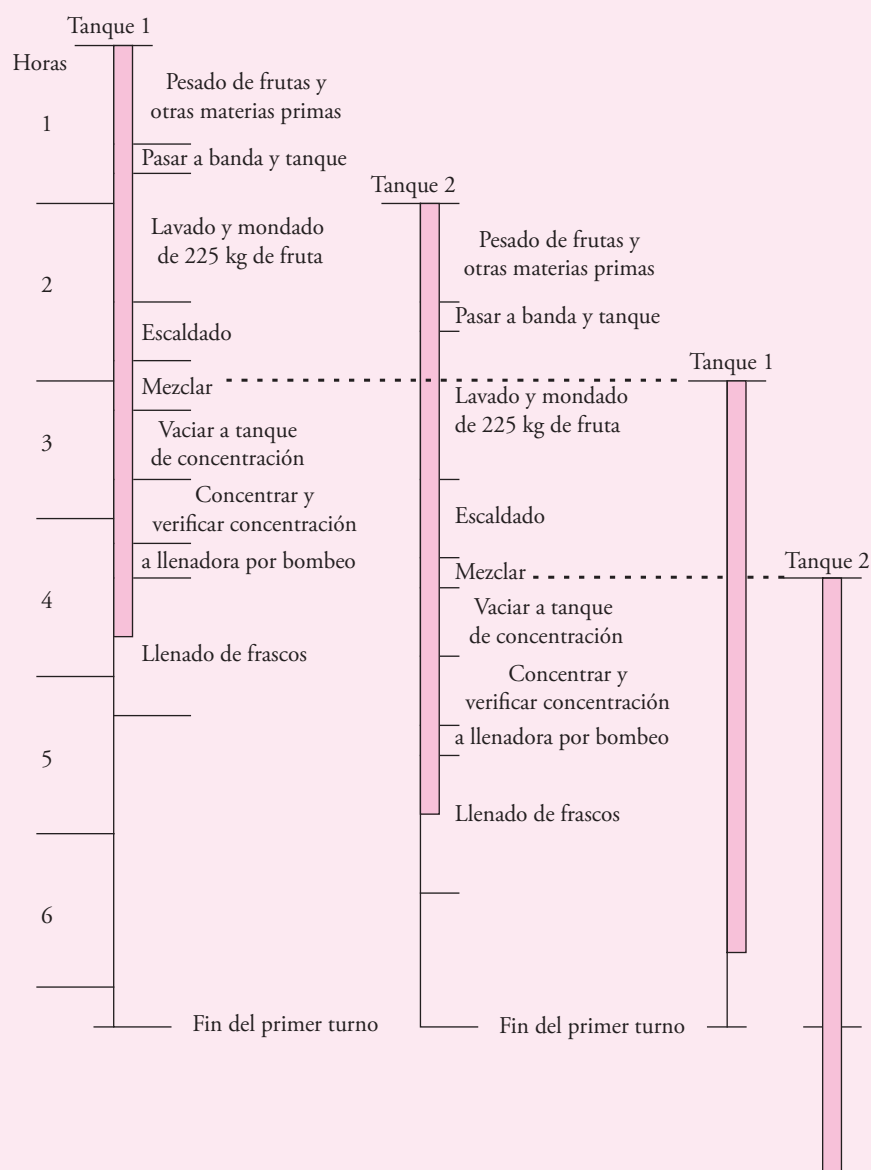 Tanque 1
Horas
Pesado de frutas y
otras materias primas
1
Pasar a banda y tanque
Lavado y mondado
de 225 kg de fruta
2
Escaldado
Mezclar
Vaciar a tanque
de concentración
3
Concentrar y
verificar concentración
a llenadora por bombeo
4
Llenado de frascos
5
6
Fin del primer turno
Tanque 2
Pesado de frutas y
otras materias primas
Pasar a banda y tanque
Lavado y mondado
de 225 kg de fruta
Escaldado
Mezclar
Vaciar a tanque
de concentración
Concentrar y
verificar concentración
a llenadora por bombeo
Llenado de frascos
Fin del primer turno
Tanque 1
Tanque 2